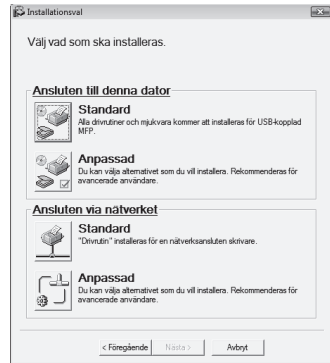 Installationsval
Välj vad som ska installeras.
Ansluten till denna dator
Standard
Alla drivrutiner och mjukvara kommer att installeras för USB-kopplad
MFP.
Anpassad
Du kan välja alternativet som du vill installera. Rekommenderas för
avancerade användare.
Ansluten via nätverket
Standard
"Drivrutin" installeras för en nätverksansluten skrivare.
Anpassad
Du kan välja alternativet som du vill installera. Rekommenderas för
avancerade användare.
< Föregående Nästa > Avbryt